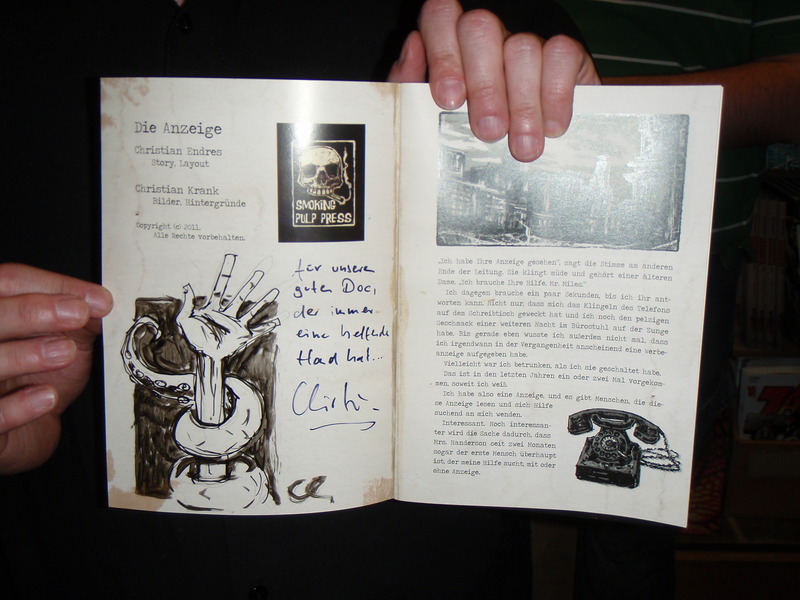 Die Anzeige
Christian Endres
Story, Layout
Christian Krank
Bilder, Hintergründe
Copyright (c) 2011.
Alle Rechte vorbehalten.
SMOKING
PULP PRESS
für unseren
guten Doc,
der immer
eine helfende
Hand hat...
„Ich habe Ihre Anzeige gesehen", sagt die Stimme am anderen
Ende der Leitung. Sie klingt müde und gehört einer älteren
Dame. „Ich brauche Ihre Hilfe, Mr. Miles."
Ich dagegen brauche ein paar Sekunden, bis ich ihr ant-
worten kann. Nicht nur, dass mich das Klingeln des Telefons
auf dem Schreibtisch geweckt hat und ich noch den pelzigen
Geschmack einer weiteren Nacht im Bürostuhl auf der Zunge
habe. Bis gerade eben wusste ich außerdem nicht mal, dass
ich irgendwann in der Vergangenheit anscheinend eine Werbe-
anzeige aufgegeben habe.
Vielleicht war ich betrunken, als ich sie geschaltet habe.
Das ist in den letzten Jahren ein oder zwei Mal vorgekom-
men, soweit ich weiß.
Ich habe also eine Anzeige, und es gibt Menschen, die die-
se Anzeige lesen und sich Hilfe
suchend an mich wenden.
Interessant. Noch interessan-
ter wird die Sache dadurch, dass
Mrs. Handerson seit zwei Monaten
sogar der erste Mensch überhaupt
ist, der meine Hilfe sucht, mit oder
ohne Anzeige.